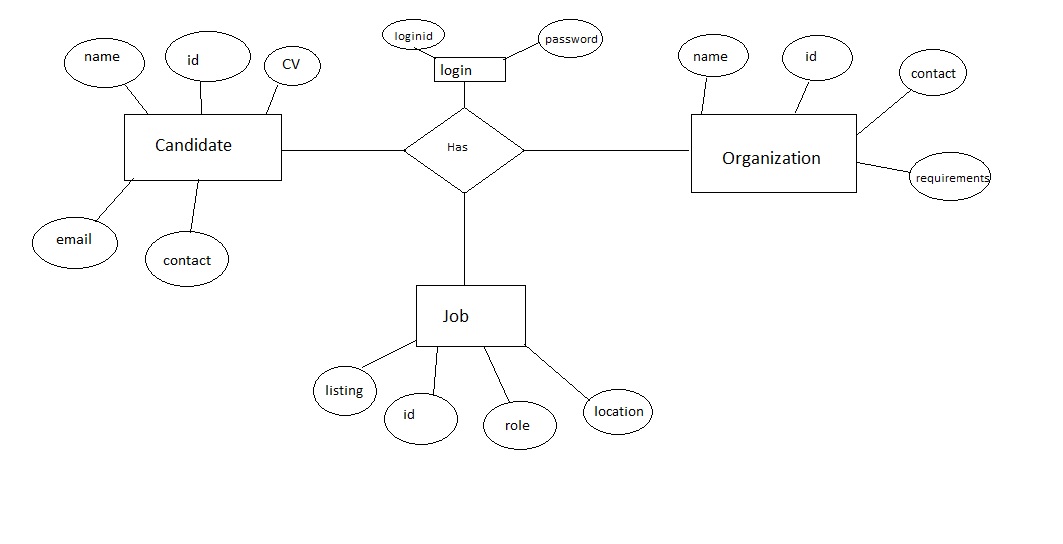 loginid
password
name
id
CV
name
id
contact
login
Candidate
Has
Organization
requirements
email
contact
Job
listing
id
role
location